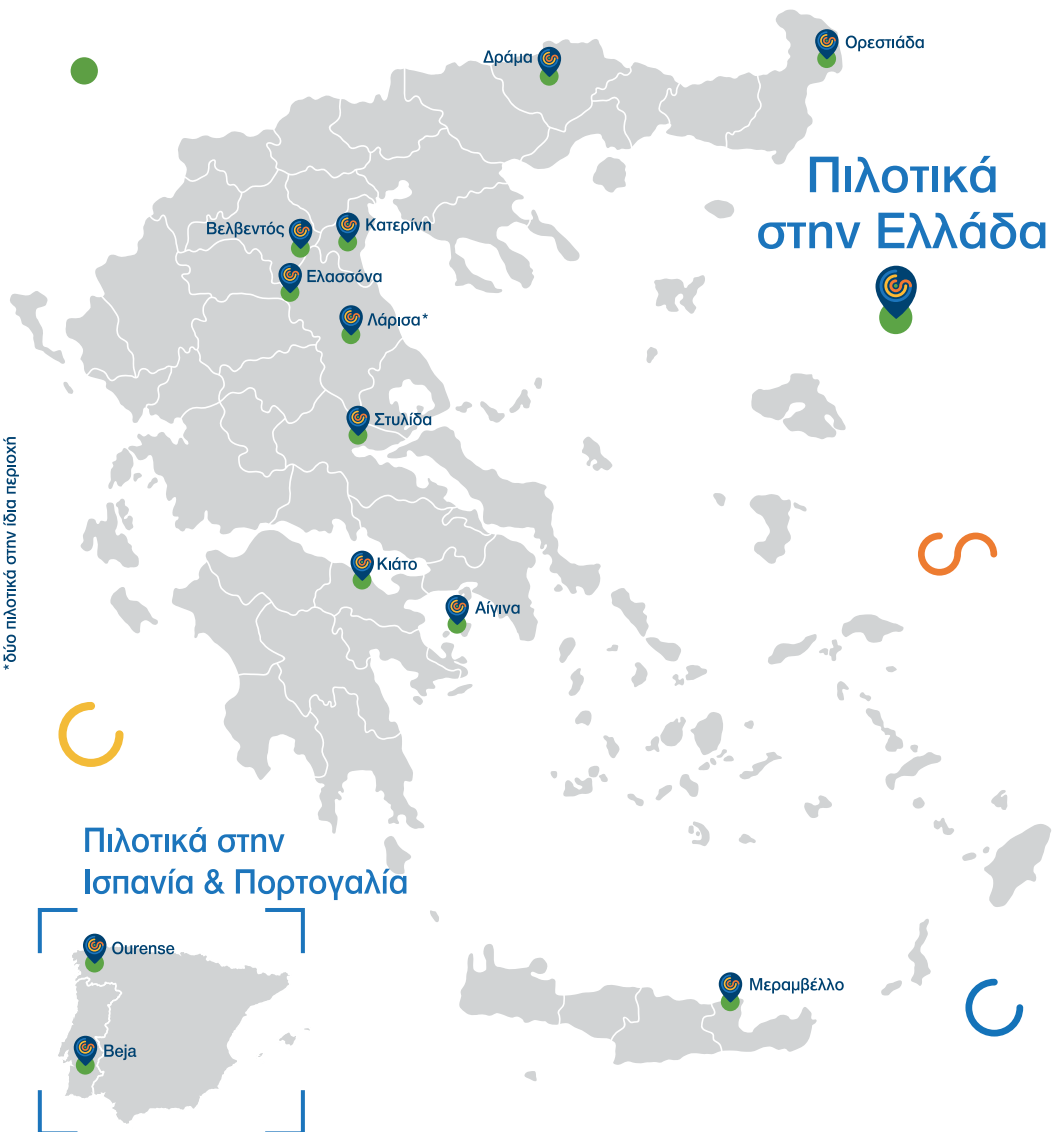 Δράμα
Ορεστιάδα
Πιλοτικά
στην Ελλάδα
Βελβεντός
Κατερίνη
Ελασσόνα
Λάρισα*
Στυλίδα
*δύο πιλοτικά στην ίδια περιοχή
Κιάτο
Αίγινα
Πιλοτικά στην
Ισπανία & Πορτογαλία
Ourense
Beja
Μεραμβέλλο